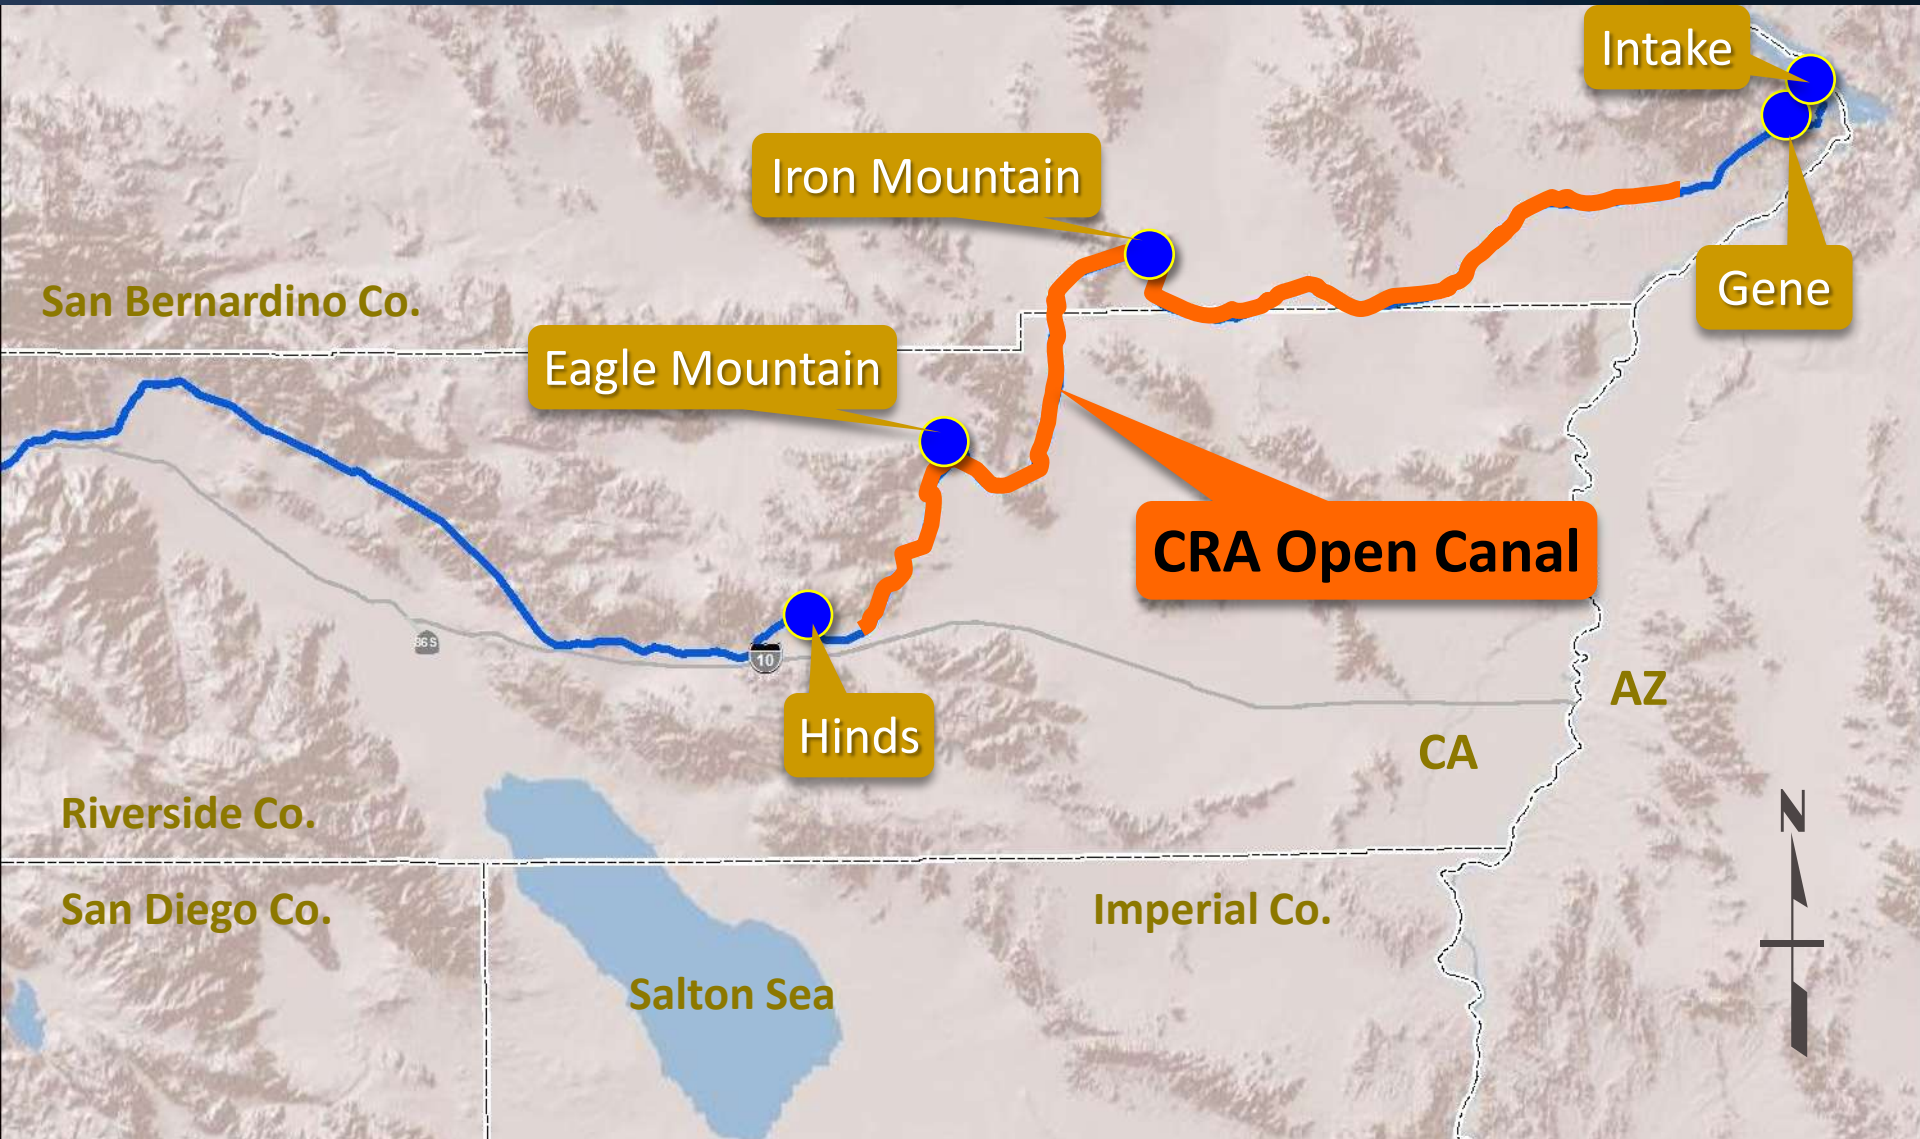 Intake
Iron Mountain
Gene
San Bernardino Co.
Eagle Mountain
CRA Open Canal
86 S
10
AZ
Hinds
CA
Riverside Co.
N
San Diego Co.
Imperial Co.
Salton Sea